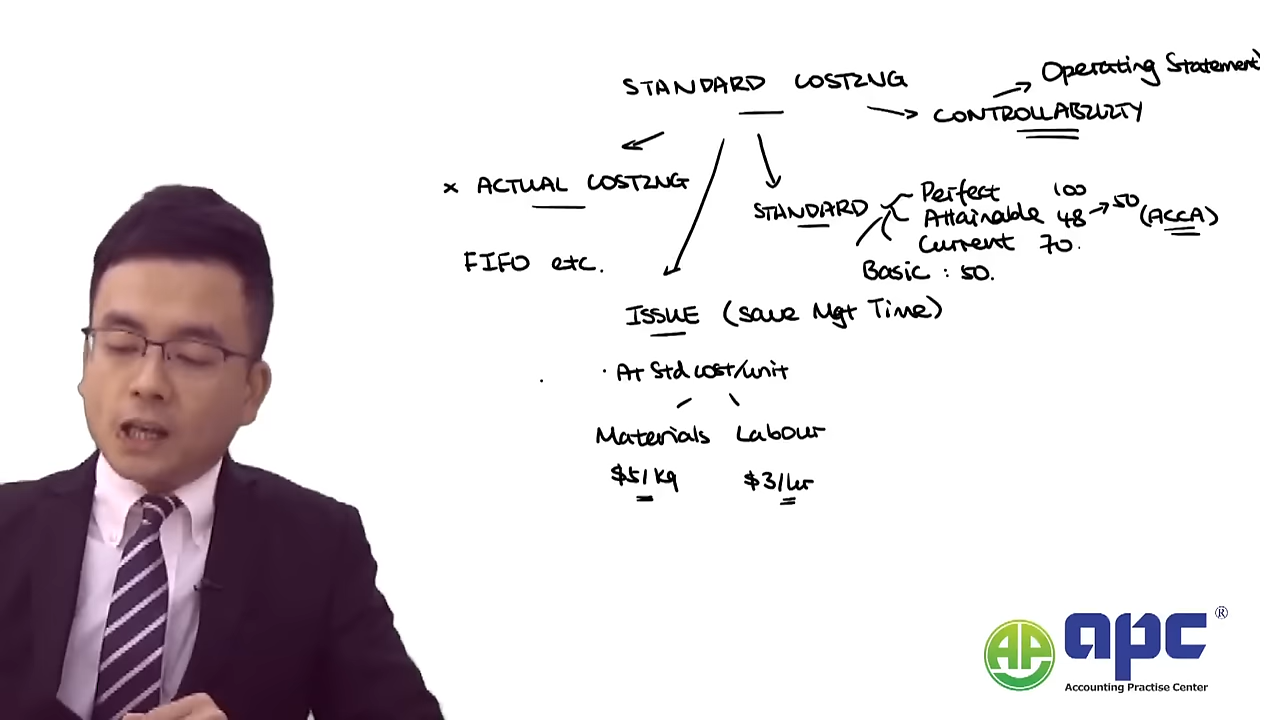 STANDARD COSTING
Operating Statement
CONTROLLABILITY
x ACTUAL COSTING
FIFO etc.
STANDARD
Perfect 100
Attainable 48 → 50 (ACCA)
Current 70.
Basic : 50.
ISSUE (save Mgt Time)
· At Std cost/unit
Materials Labour
$5/kg $3/hr
AP apc ®
Accounting Practise Center